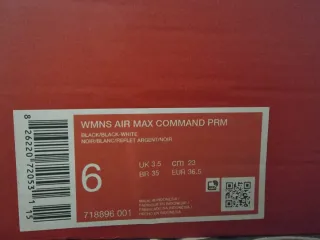 WMNS AIR MAX COMMAND PRM
BLACK/BLACK-WHITE
NOIR/BLANC/REFLET ARGENT/NOIR
6
UK 3.5 cm 23
BR 35 EUR 36.5
718896 001